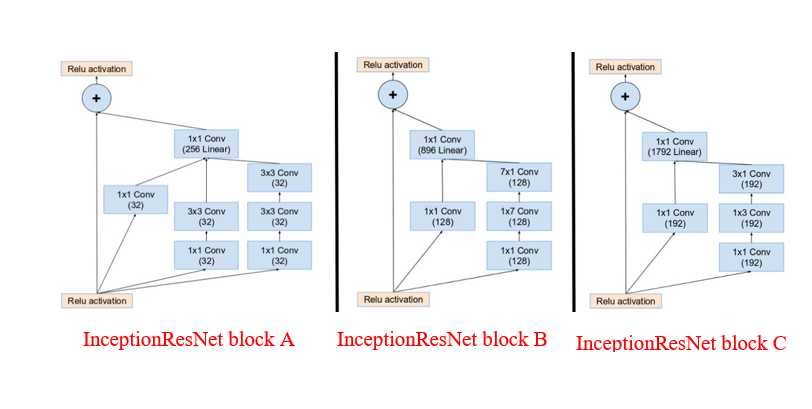 Relu activation
+
1x1 Conv
(256 Linear)
3x3 Conv
(32)
1x1 Conv
(32)
3x3 Conv
(32)
3x3 Conv
(32)
1x1 Conv
(32)
1x1 Conv
(32)
Relu activation
InceptionResNet block A
Relu activation
+
1x1 Conv
(896 Linear)
7x1 Conv
(128)
1x1 Conv
(128)
1x7 Conv
(128)
1x1 Conv
(128)
Relu activation
InceptionResNet block B
Relu activation
+
1x1 Conv
(1792 Linear)
3x1 Conv
(192)
1x1 Conv
(192)
1x3 Conv
(192)
1x1 Conv
(192)
Relu activation
InceptionResNet block C